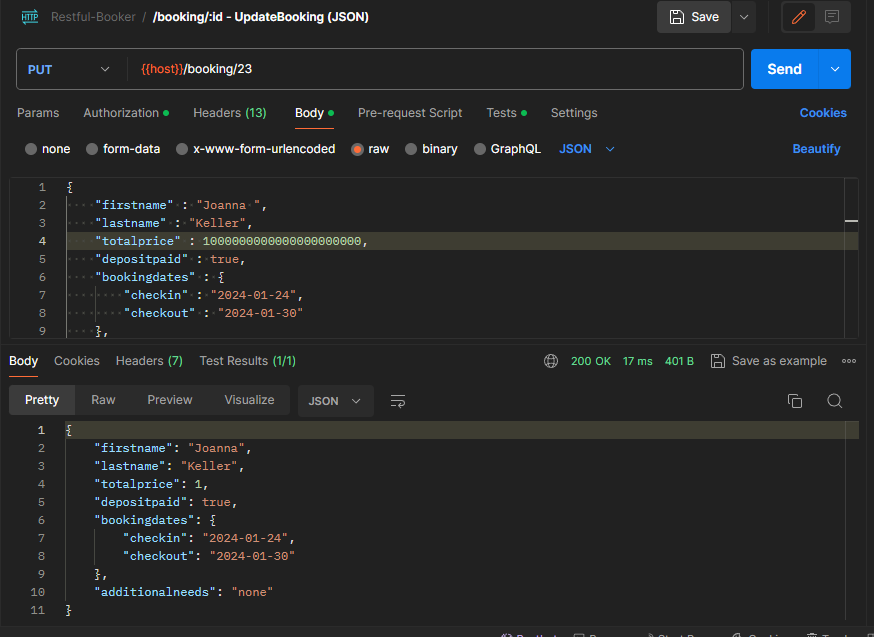 HTTP Restful-Booker / /booking/:id - UpdateBooking (JSON) Save
PUT {{host}}/booking/23 Send
Params Authorization Headers (13) Body Pre-request Script Tests Settings Cookies
none form-data x-www-form-urlencoded raw binary GraphQL JSON Beautify
1 {
2 ····"firstname" : "Joanna ",
3 ····"lastname" : "Keller",
4 "totalprice" : 1000000000000000000000,
5 ····"depositpaid" : true,
6 ····"bookingdates" : {
7 ········"checkin" : "2024-01-24",
8 ········"checkout" : "2024-01-30"
9 ····},
Body Cookies Headers (7) Test Results (1/1) 200 OK 17 ms 401 B Save as example
Pretty Raw Preview Visualize JSON
1 {
2 "firstname": "Joanna",
3 "lastname": "Keller",
4 "totalprice": 1,
5 "depositpaid": true,
6 "bookingdates": {
7 "checkin": "2024-01-24",
8 "checkout": "2024-01-30"
9 },
10 "additionalneeds": "none"
11 }